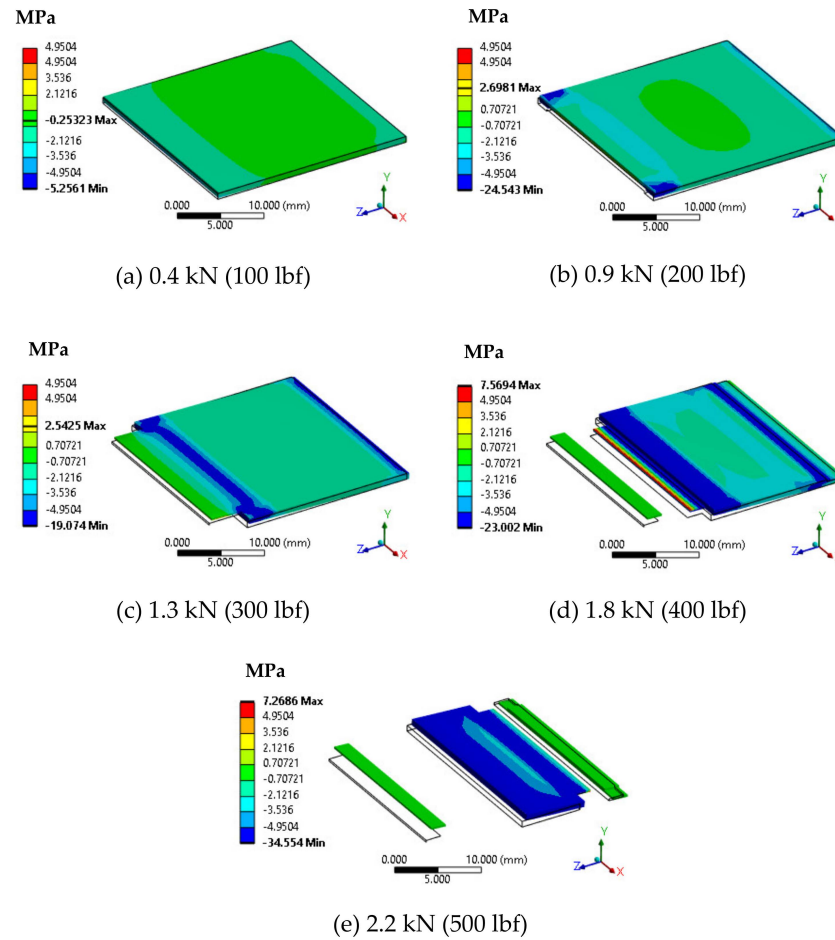 MPa
4.9504
4.9504
3.536
2.1216
-0.25323 Max
-2.1216
-3.536
-4.9504
-5.2561 Min
0.000 10.000 (mm)
5.000
Y
Z X
(a) 0.4 kN (100 lbf)
MPa
4.9504
4.9504
3.536
2.6981 Max
0.70721
-0.70721
-2.1216
-3.536
-4.9504
-24.543 Min
0.000 10.000 (mm)
5.000
Y
Z X
(b) 0.9 kN (200 lbf)
MPa
4.9504
4.9504
3.536
2.5425 Max
0.70721
-0.70721
-2.1216
-3.536
-4.9504
-19.074 Min
0.000 10.000 (mm)
5.000
Y
Z X
(c) 1.3 kN (300 lbf)
MPa
7.5694 Max
4.9504
3.536
2.1216
0.70721
-0.70721
-2.1216
-3.536
-4.9504
-23.002 Min
0.000 10.000 (mm)
5.000
Y
Z X
(d) 1.8 kN (400 lbf)
MPa
7.2686 Max
4.9504
3.536
2.1216
0.70721
-0.70721
-2.1216
-3.536
-4.9504
-34.554 Min
0.000 10.000 (mm)
5.000
Y
Z X
(e) 2.2 kN (500 lbf)